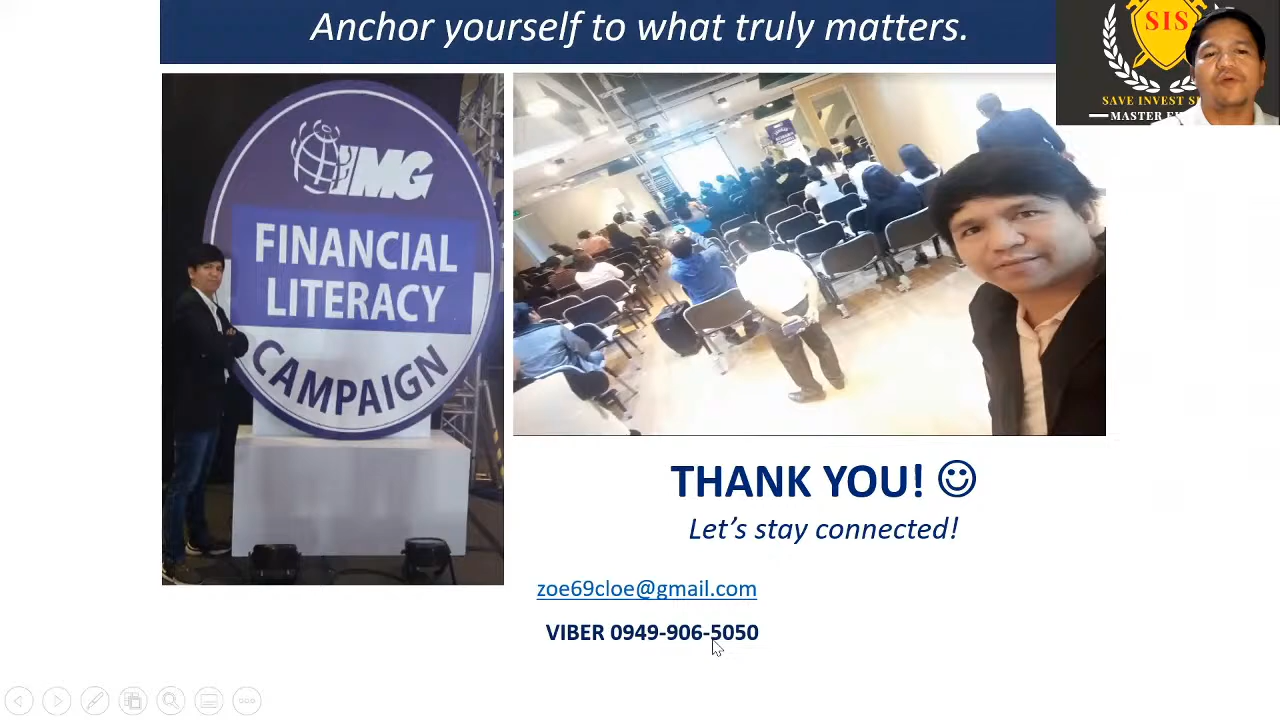 Anchor yourself to what truly matters.
SIS
SAVE INVEST
MASTER
IMG
FINANCIAL
LITERACY
CAMPAIGN
THANK YOU! ☺
Let's stay connected!
zoe69cloe@gmail.com
VIBER 0949-906-5050